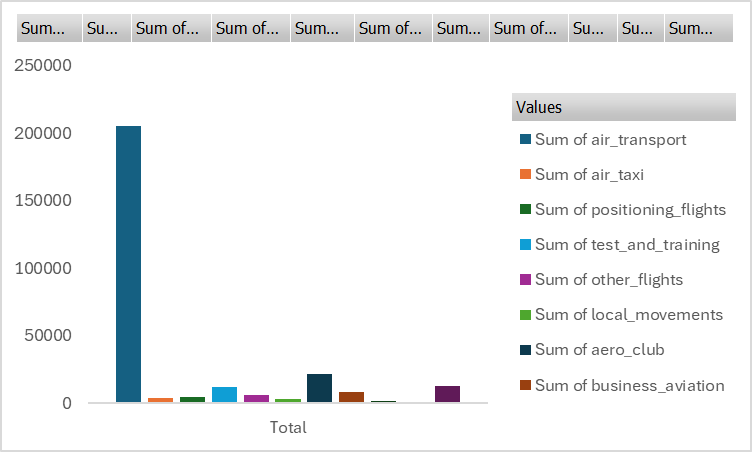 Sum... Su... Sum of... Sum of... Sum... Sum of... Sum... Sum of... Su... Su... Sum...
250000
200000
150000
100000
50000
0
Total
Values
Sum of air_transport
Sum of air_taxi
Sum of positioning_flights
Sum of test_and_training
Sum of other_flights
Sum of local_movements
Sum of aero_club
Sum of business_aviation